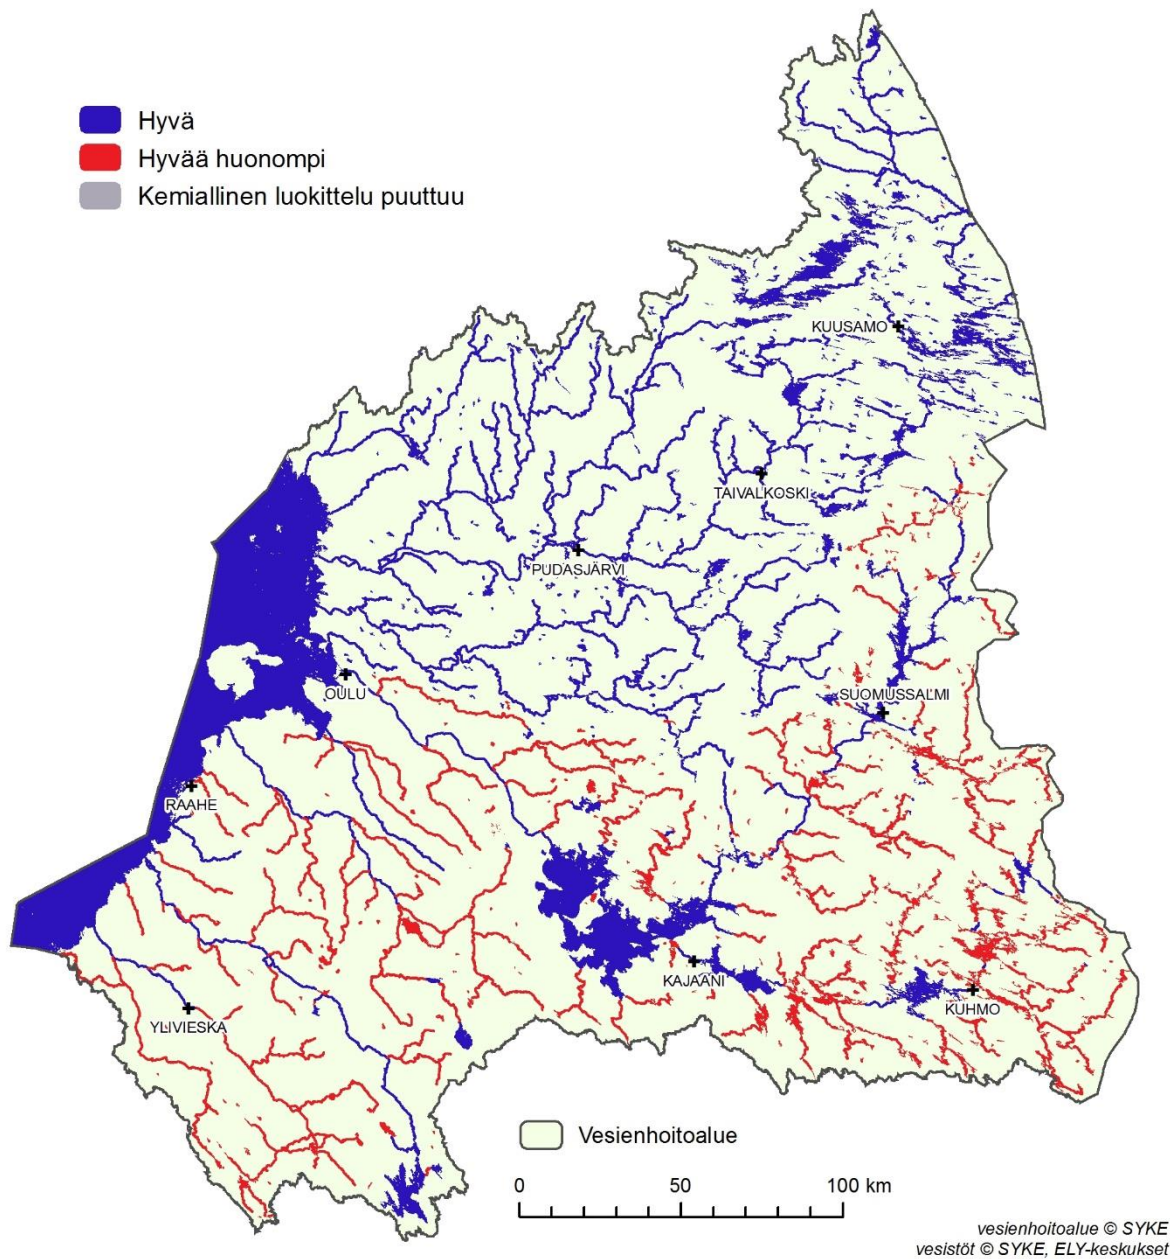 Hyvä
Hyvää huonompi
Kemiallinen luokittelu puuttuu
KUUSAMO
TAIVALKOSKI
PUDASJÄRVI
OULU
SUOMUSSALMI
RAAHE
KAJAANI
KUHMO
YLIVIESKA
Vesienhoitoalue
0 50 100 km
vesienhoitoalue © SYKE
vesistöt © SYKE, ELY-keskukset